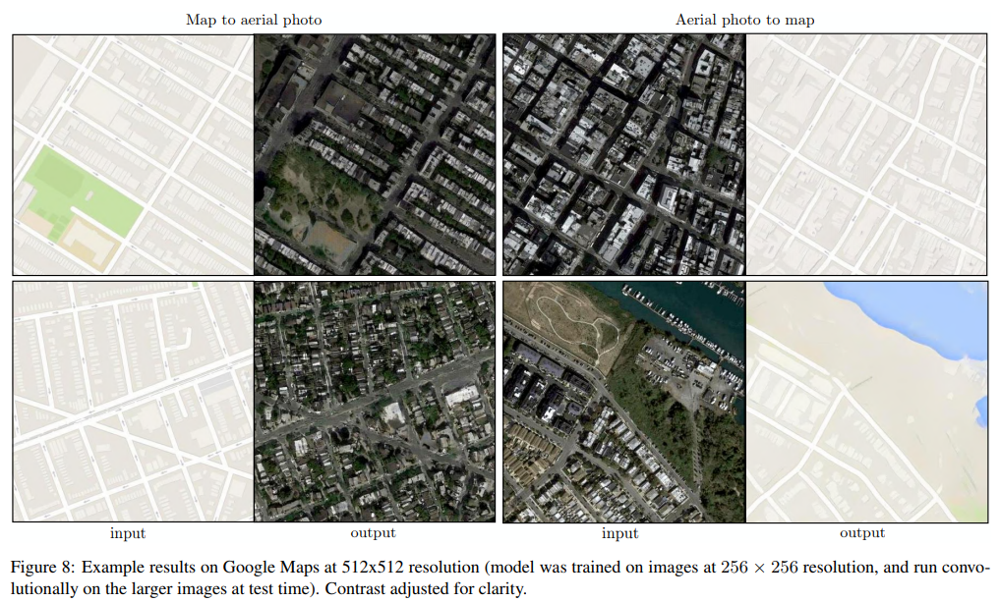 Map to aerial photo
Aerial photo to map
input
output
input
output
Figure 8: Example results on Google Maps at 512x512 resolution (model was trained on images at 256 × 256 resolution, and run convo-
lutionally on the larger images at test time). Contrast adjusted for clarity.